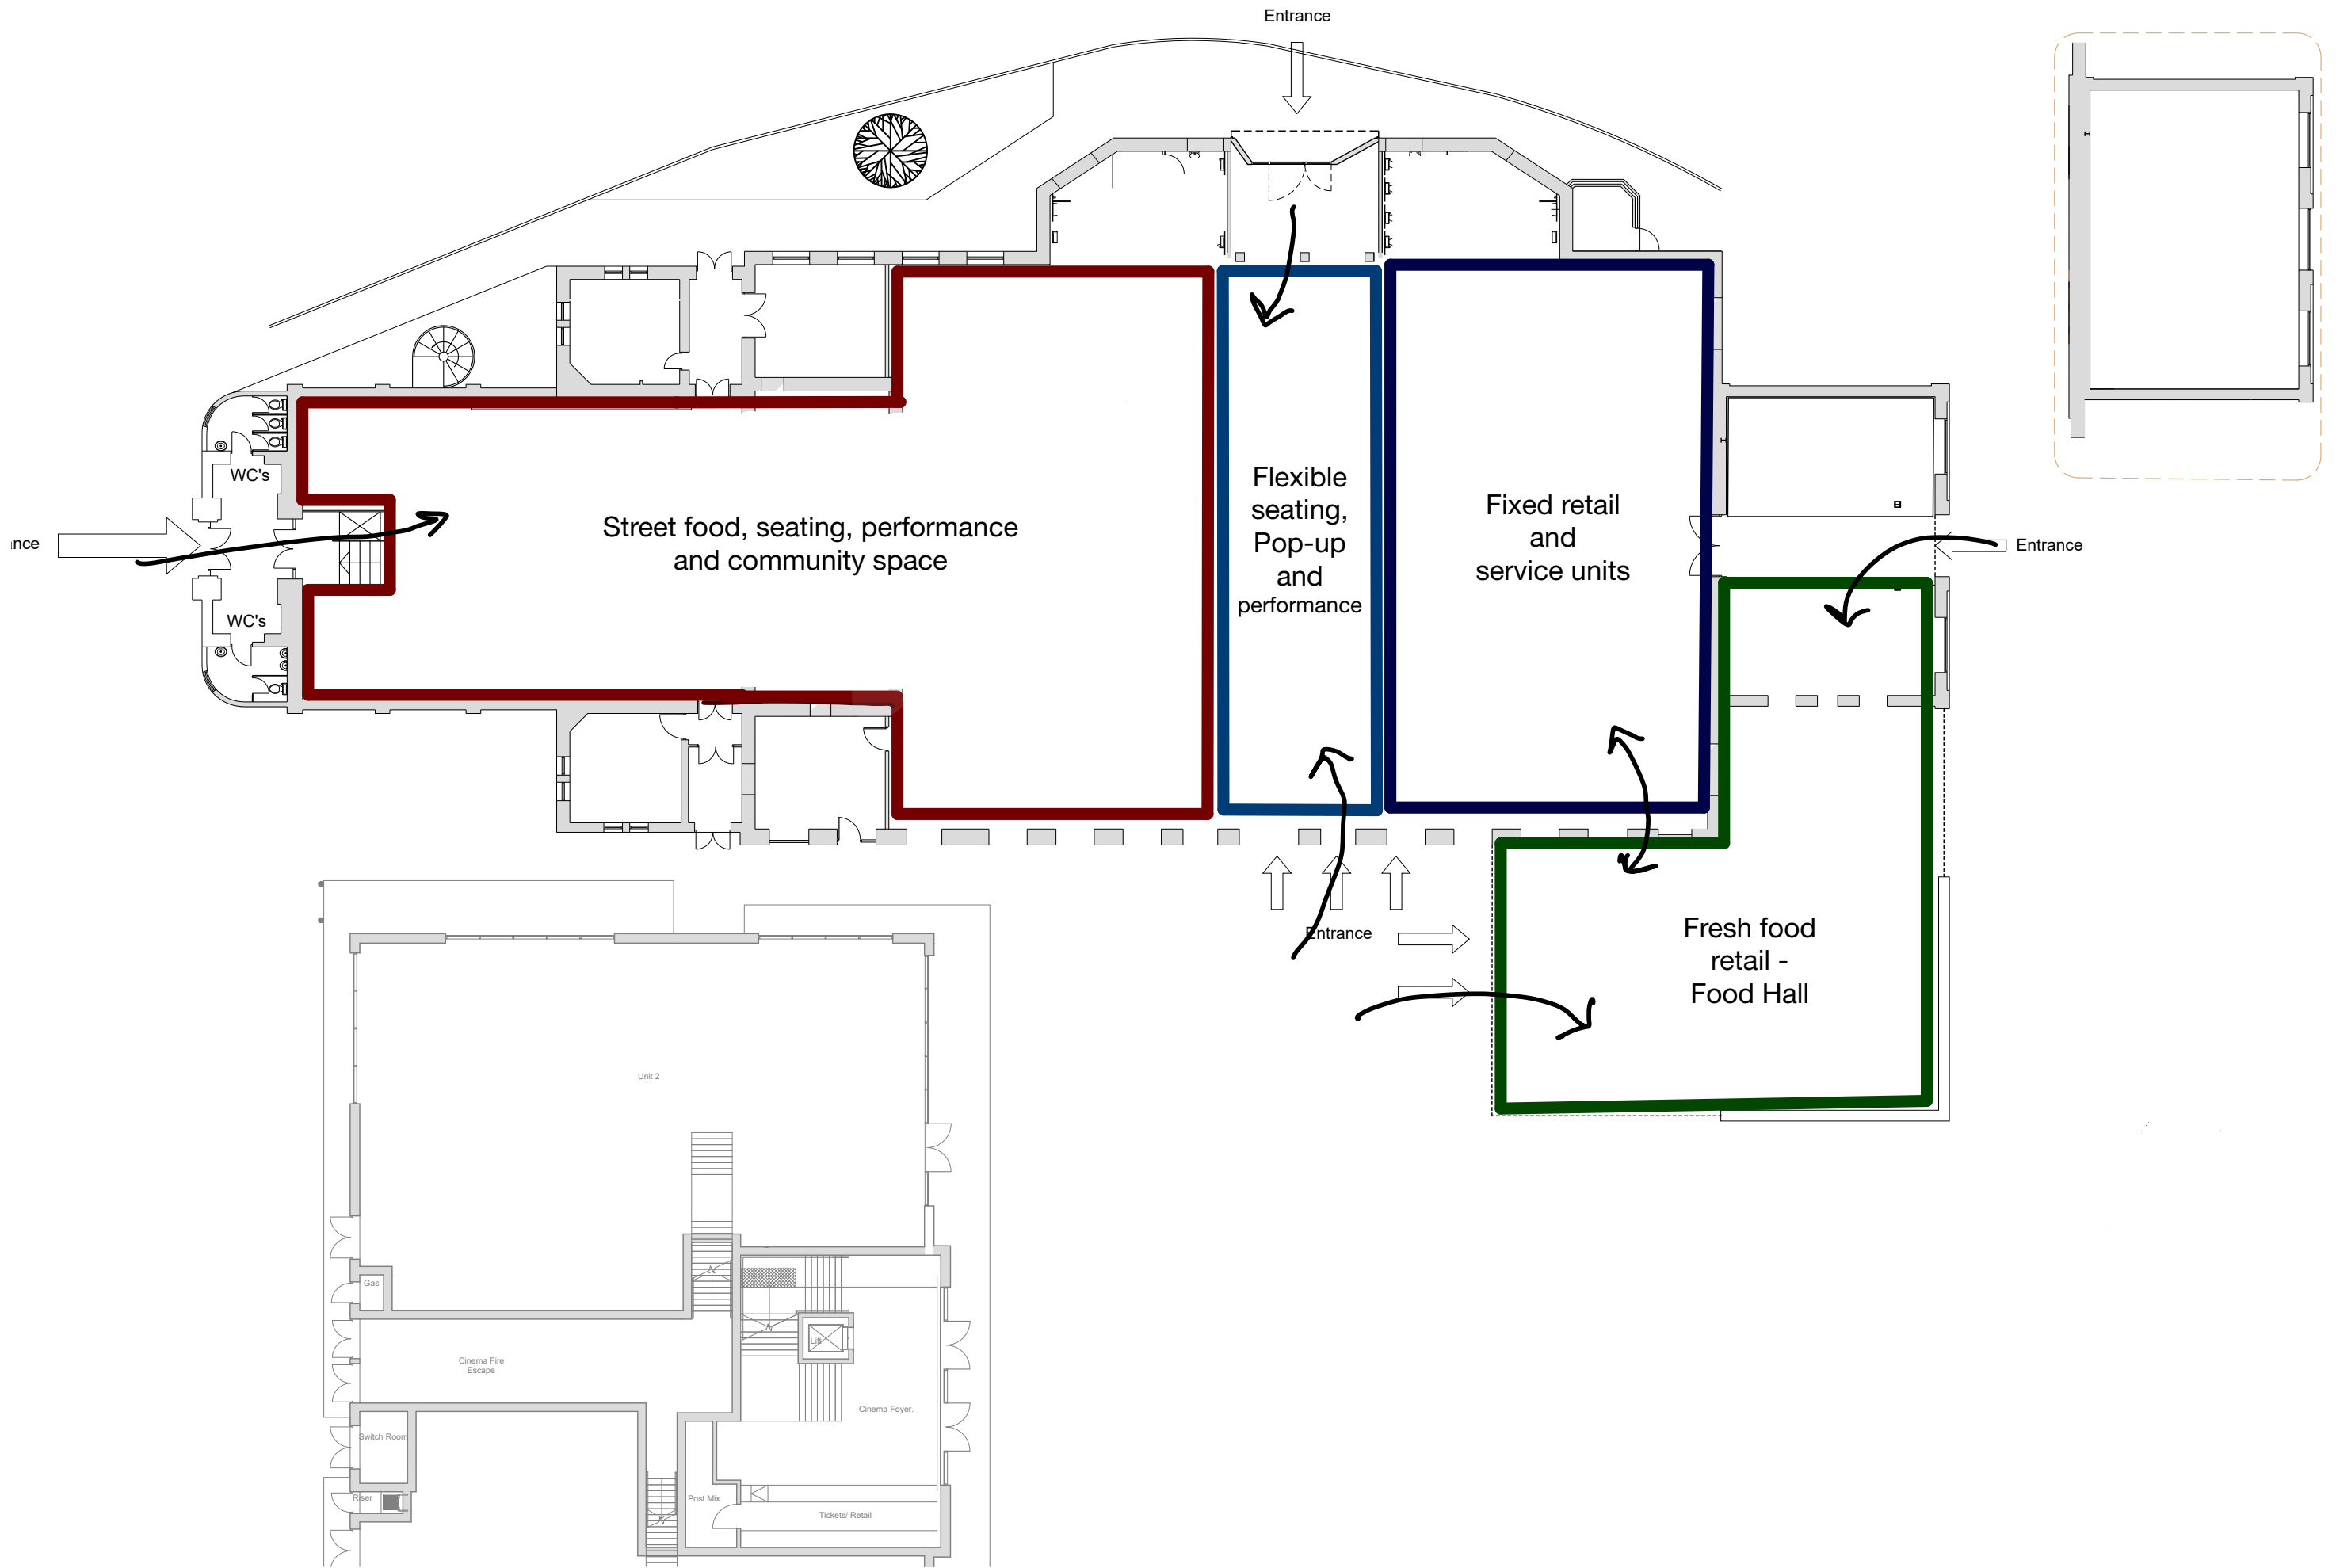 Entrance
WC's
ance
WC's
Street food, seating, performance
and community space
Flexible
seating,
Pop-up
and
performance
Fixed retail
and
service units
Entrance
Entrance
Fresh food
retail -
Food Hall
Unit 2
Gas
Lift
Cinema Fire
Escape
Cinema Foyer.
Switch Room
Riser
Post Mix
Tickets/ Retail